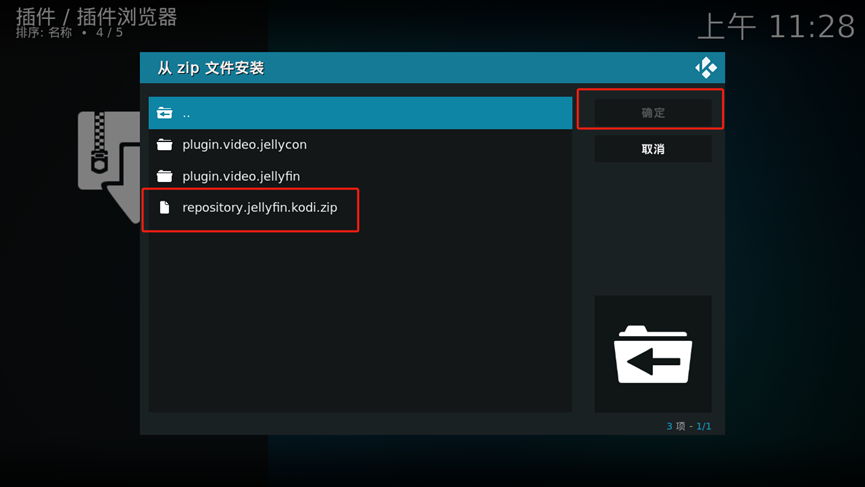 插件 / 插件浏览器
排序: 名称 • 4 / 5
上午 11:28
从 zip 文件安装
..
plugin.video.jellycon
plugin.video.jellyfin
repository.jellyfin.kodi.zip
确定
取消
3 项 - 1/1